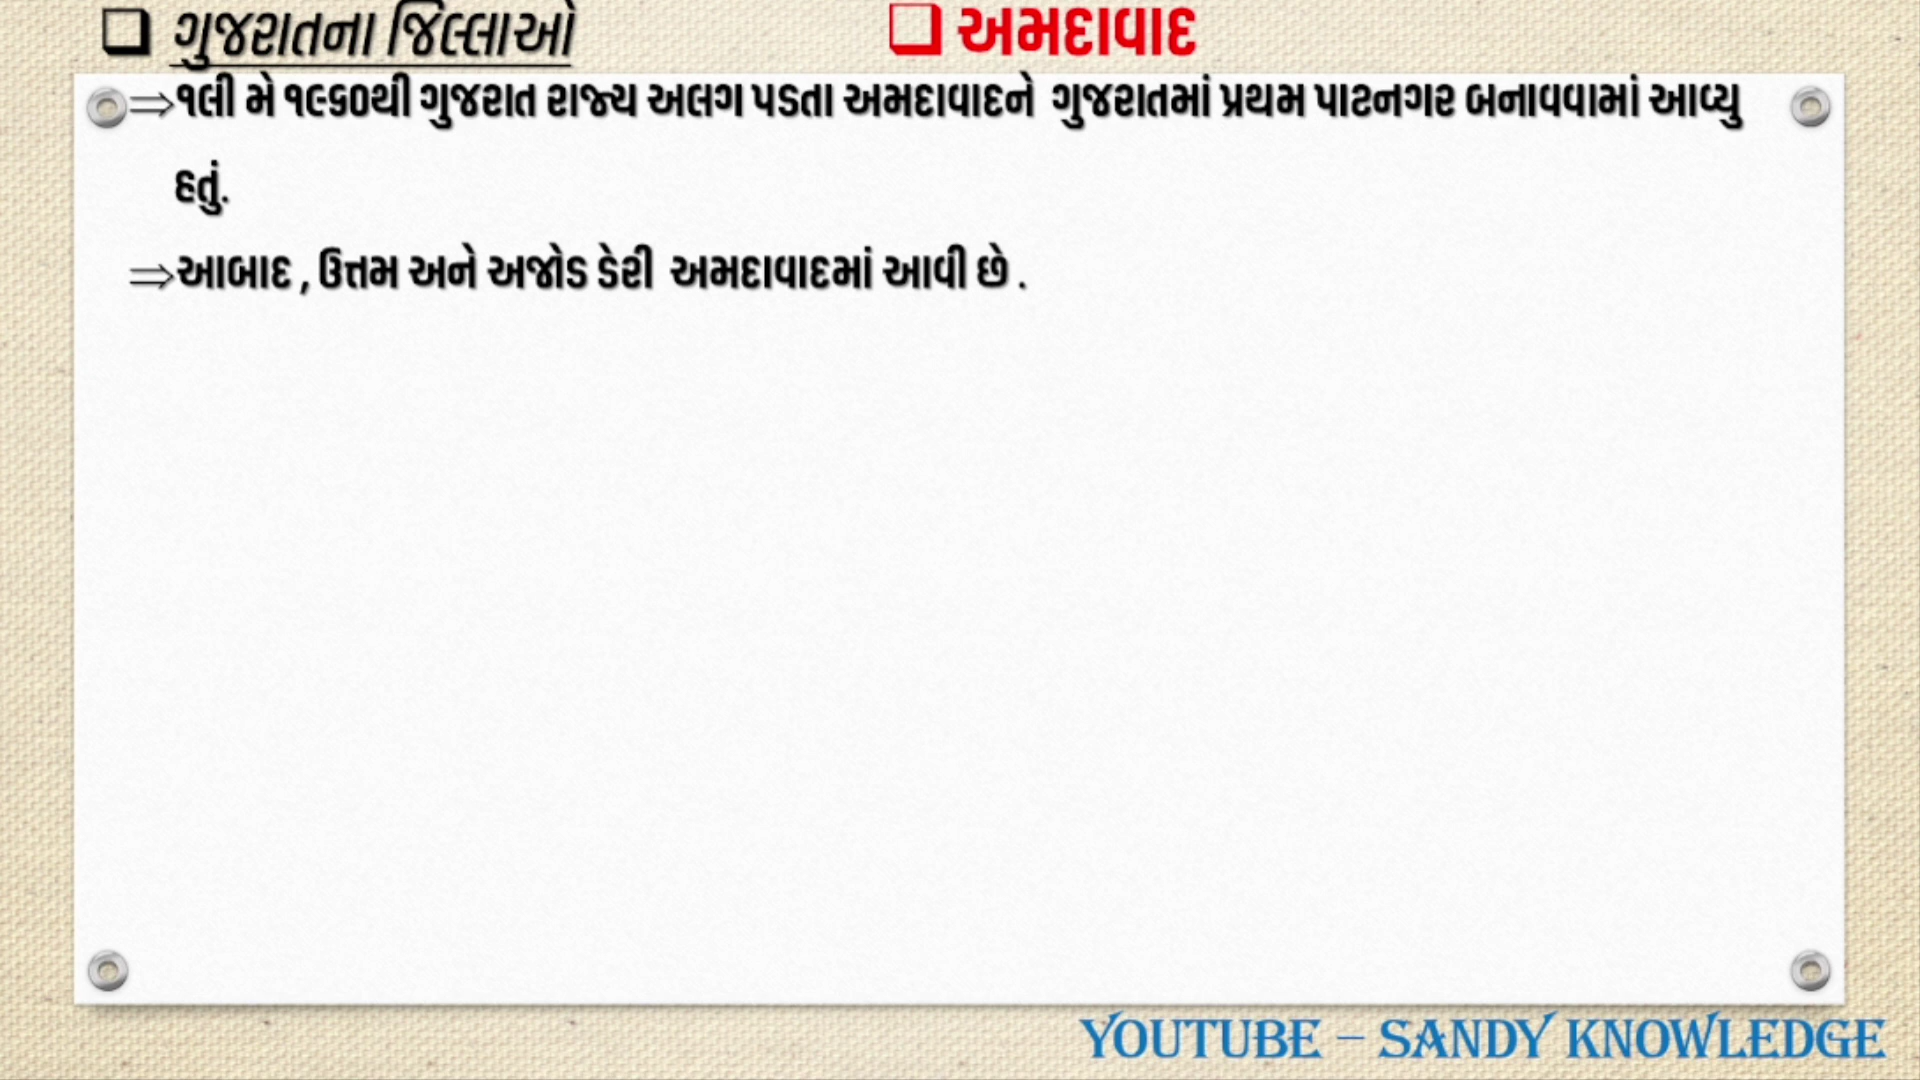 ❑ ગુજરાતના જિલ્લાઓ ❑ અમદાવાદ
⇒૧લી મે ૧૯૬૦થી ગુજરાત રાજ્ય અલગ પડતા અમદાવાદને ગુજરાતમાં પ્રથમ પાટનગર બનાવવામાં આવ્યુ
હતું.
⇒આબાદ , ઉત્તમ અને અજોડ ડેરી અમદાવાદમાં આવી છે .
YOUTUBE – SANDY KNOWLEDGE